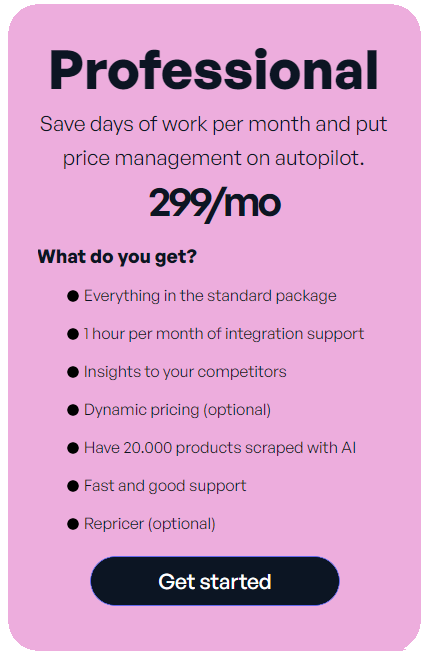 Professional
Save days of work per month and put
price management on autopilot.
299/mo
What do you get?
● Everything in the standard package
● 1 hour per month of integration support
● Insights to your competitors
● Dynamic pricing (optional)
● Have 20.000 products scraped with AI
● Fast and good support
● Repricer (optional)
Get started